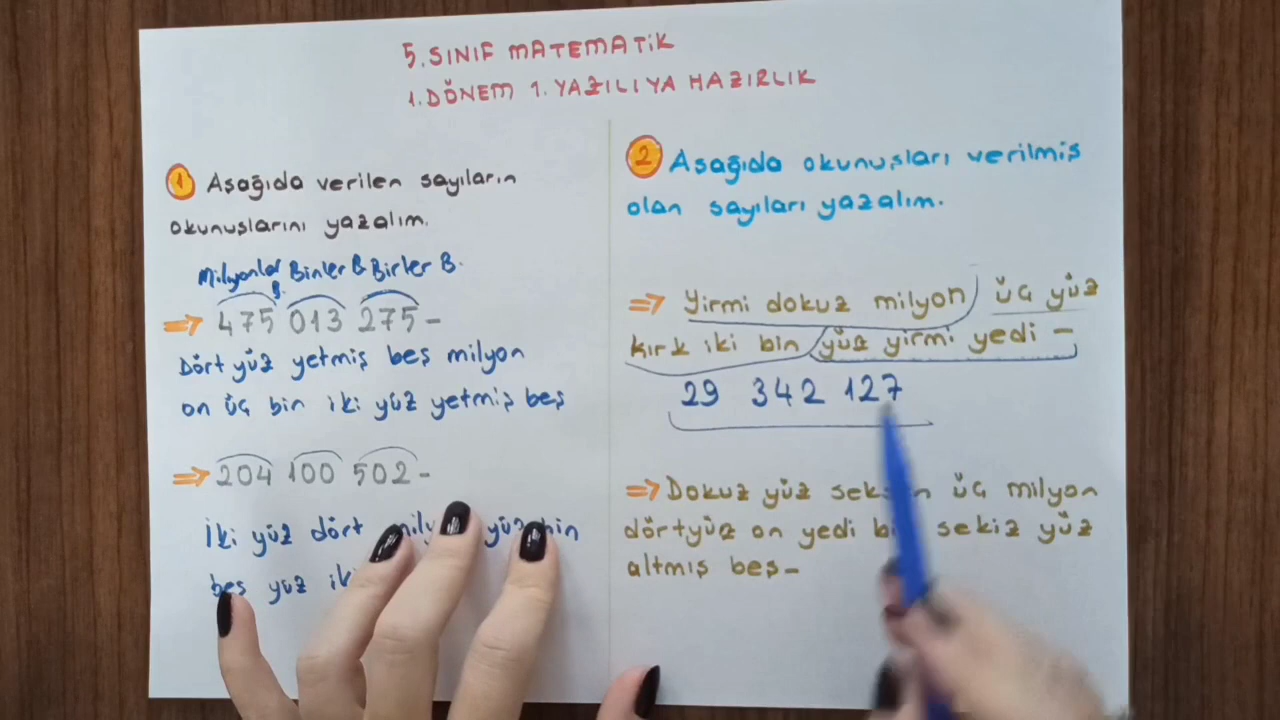 5.SINIF MATEMATİK
1.DÖNEM 1.YAZILIYA HAZIRLIK
1 Aşağıda verilen sayıların
okunuşlarını yazalım.
Milyonlar B. Binler B Birler B.
⇒ 475 013 275-
Dört yüz yetmiş beş milyon
on üç bin iki yüz yetmiş beş
⇒ 204 100 502-
İki yüz dört yüz bin
beş yüz
2 Aşağıda okunuşları verilmiş
olan sayıları yazalım.
⇒ Yirmi dokuz milyon üç yüz
kırk iki bin yüz yirmi yedi -
29 342 127
⇒ Dokuz yüz üç milyon
dörtyüz on yedi sekiz yüz
altmış beş-